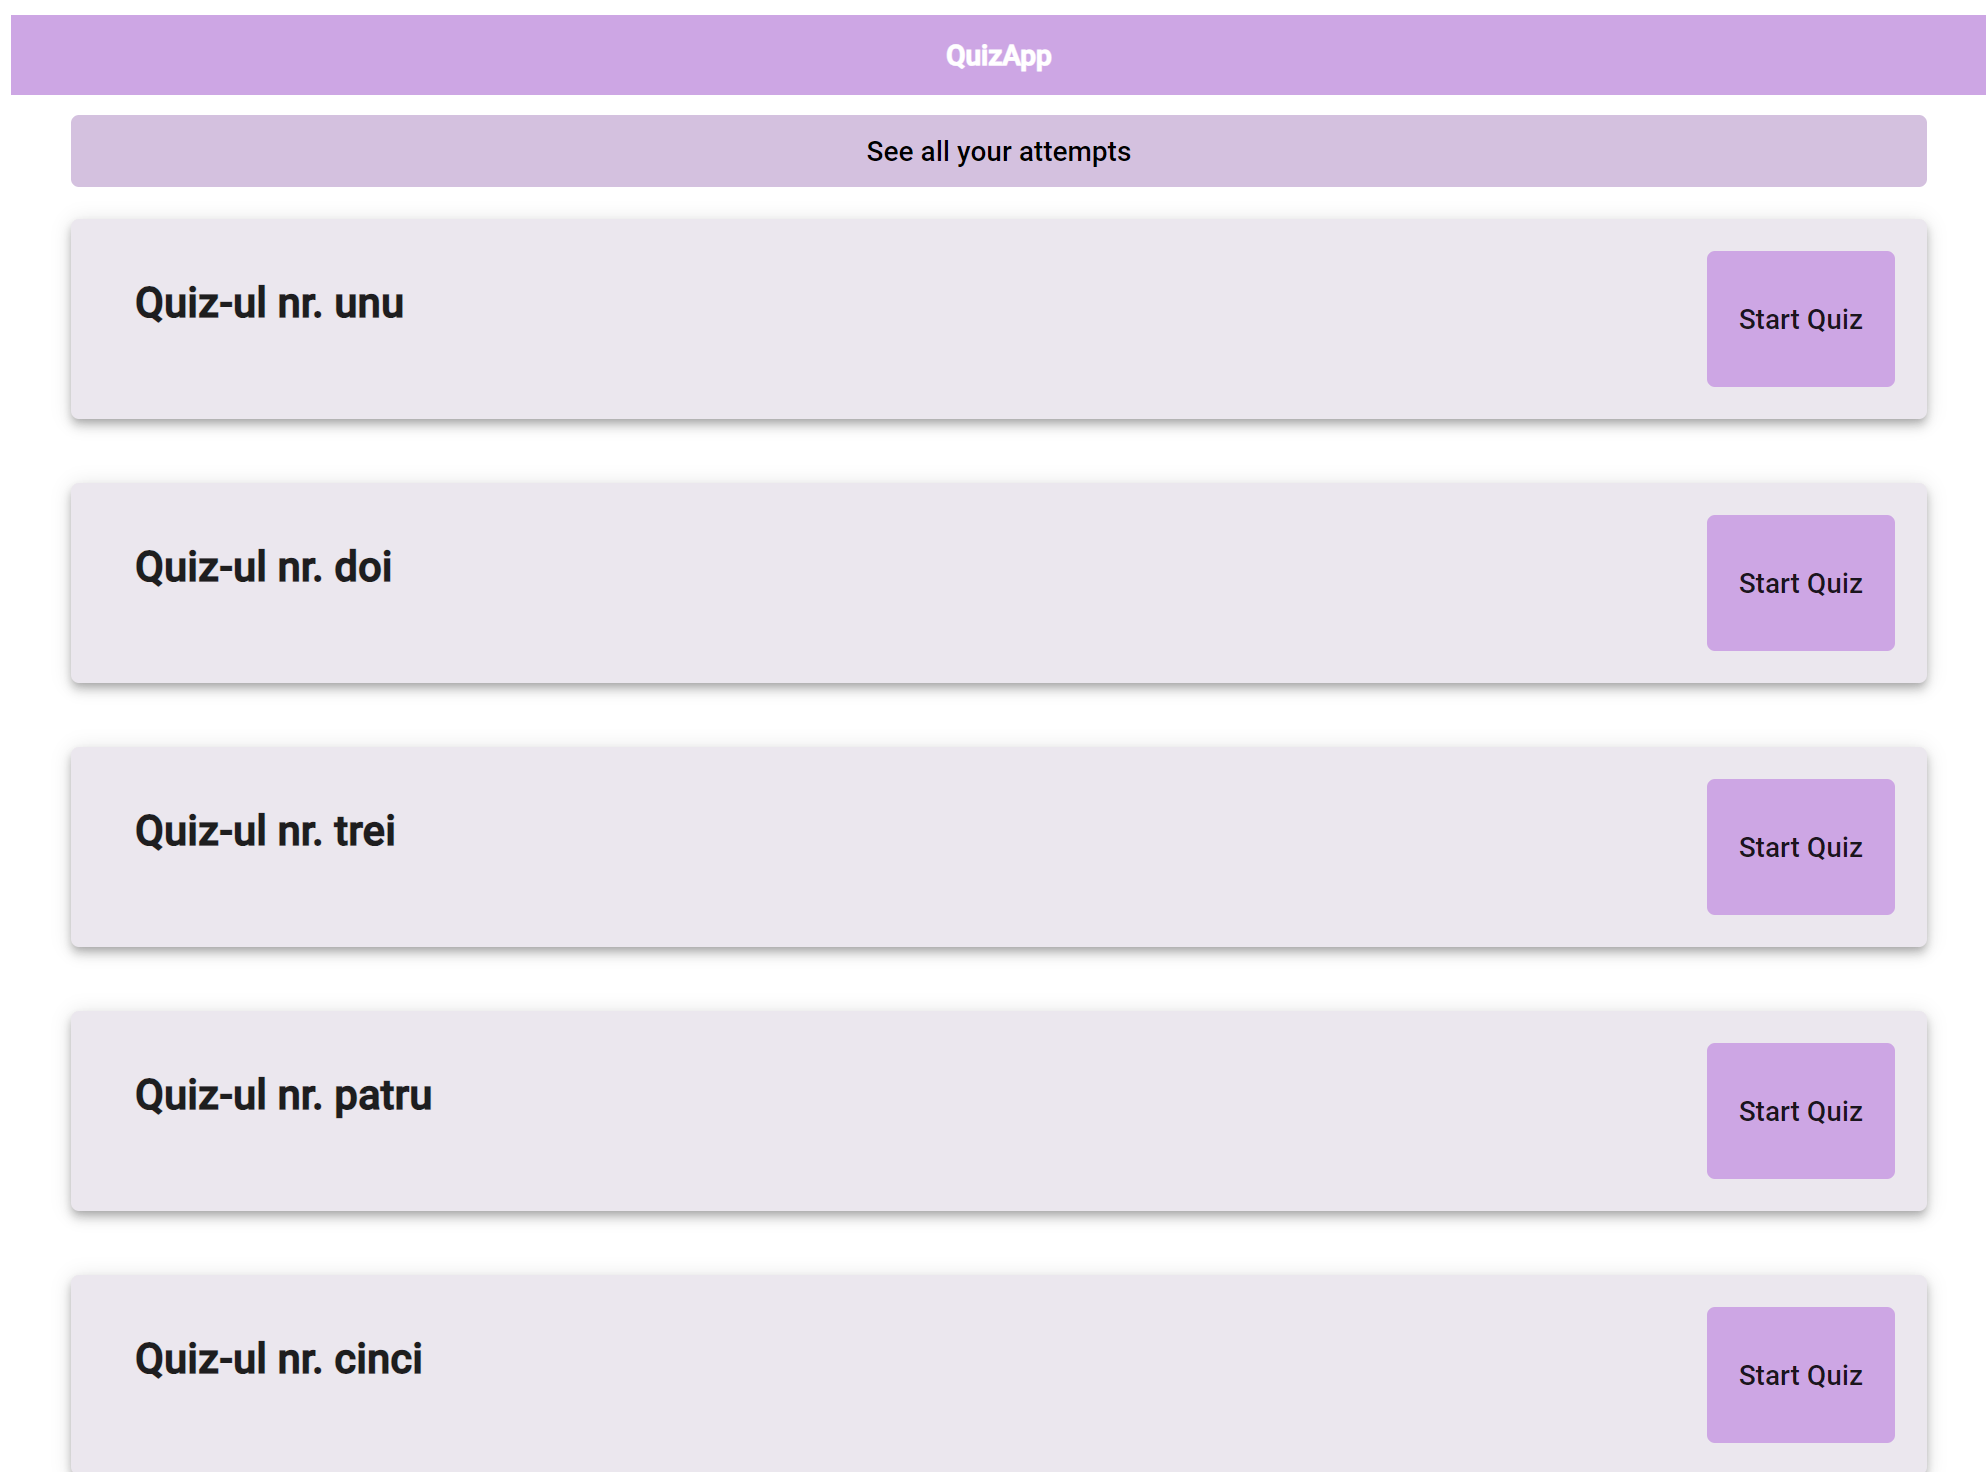 QuizApp
See all your attempts
Quiz-ul nr. unu
Start Quiz
Quiz-ul nr. doi
Start Quiz
Quiz-ul nr. trei
Start Quiz
Quiz-ul nr. patru
Start Quiz
Quiz-ul nr. cinci
Start Quiz